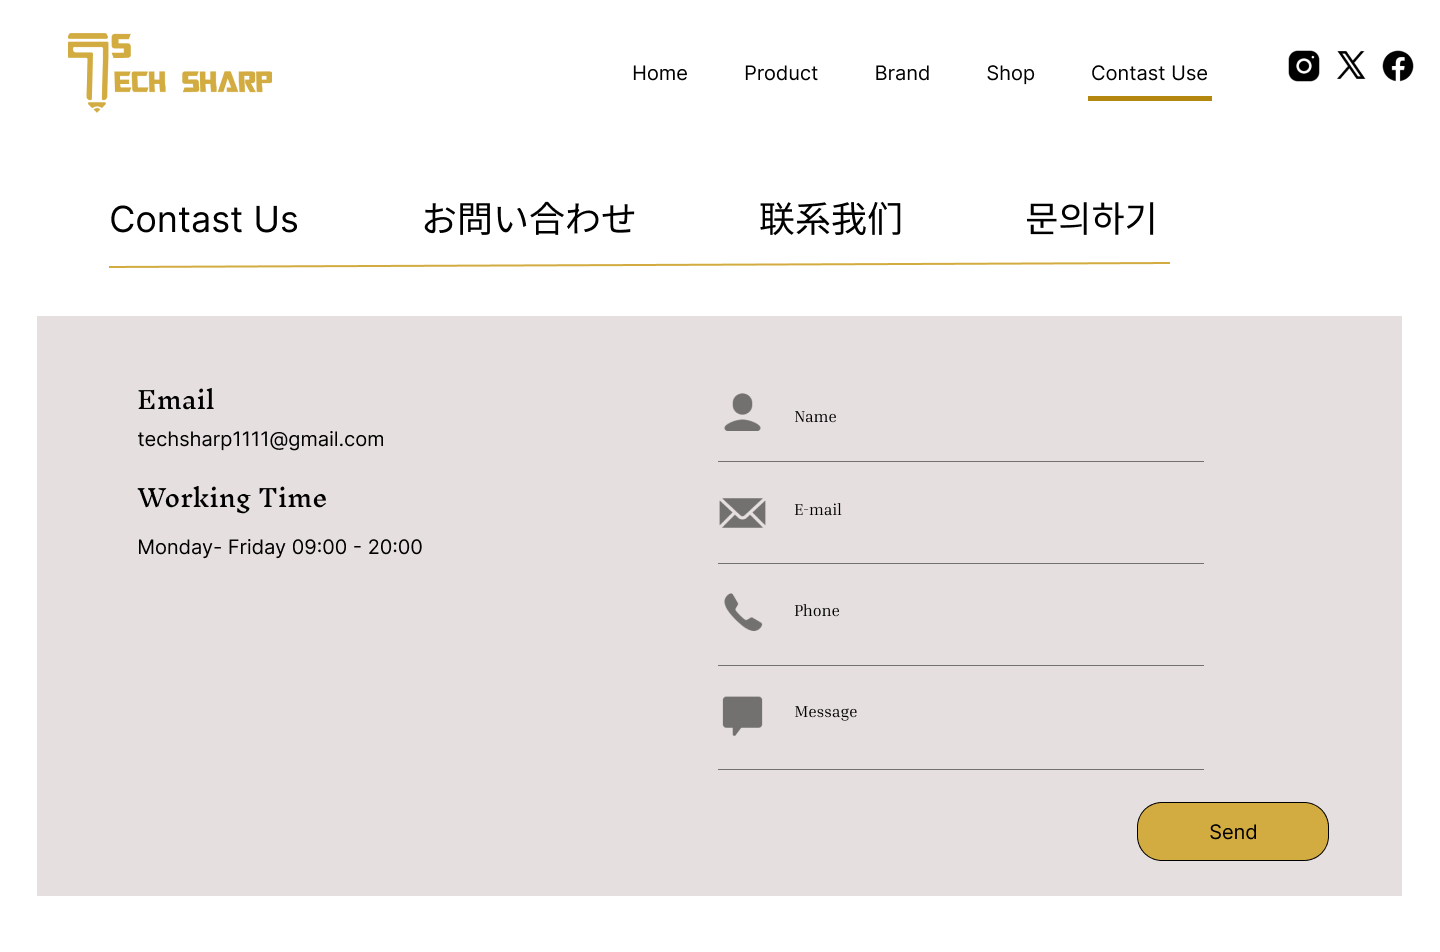 TS
ECH SHARP
Home Product Brand Shop Contast Use
Contast Us お問い合わせ 联系我们 문의하기
Email
techsharp1111@gmail.com
Working Time
Monday- Friday 09:00 - 20:00
Name
E-mail
Phone
Message
Send